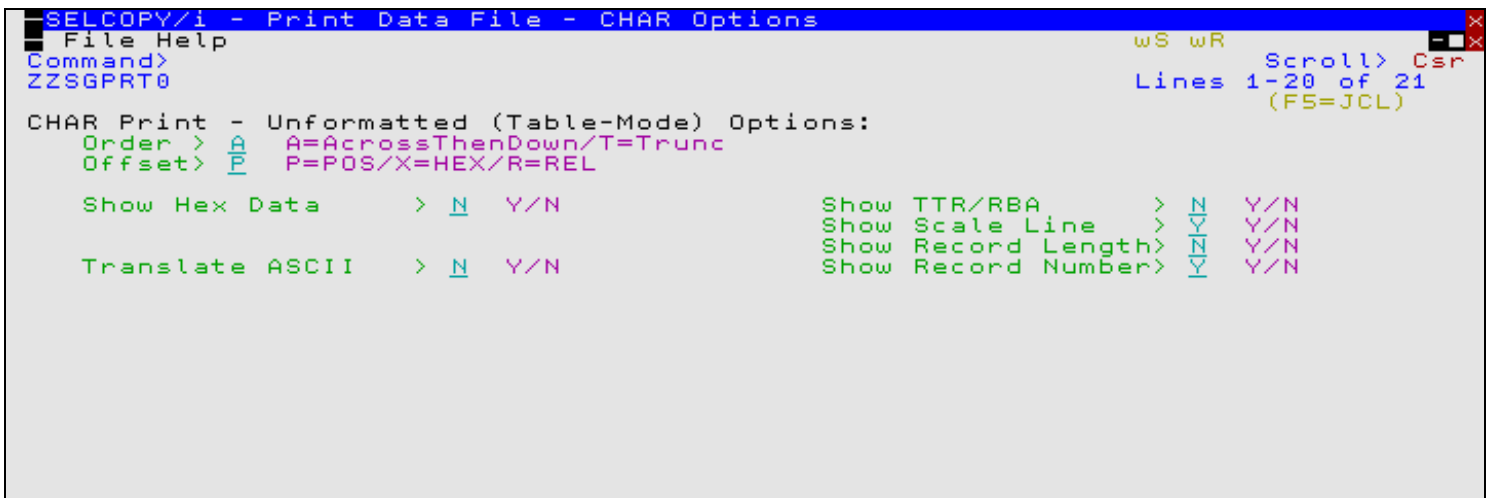 SELCOPY/i - Print Data File - CHAR Options ×
File Help wS wR - ×
Command> Scroll> Csr
ZZSGPRT0 Lines 1-20 of 21
(F5=JCL)
CHAR Print - Unformatted (Table-Mode) Options:
Order > A A=AcrossThenDown/T=Trunc
Offset> P P=POS/X=HEX/R=REL
Show Hex Data > N Y/N Show TTR/RBA > N Y/N
Show Scale Line > Y Y/N
Show Record Length> N Y/N
Translate ASCII > N Y/N Show Record Number> Y Y/N